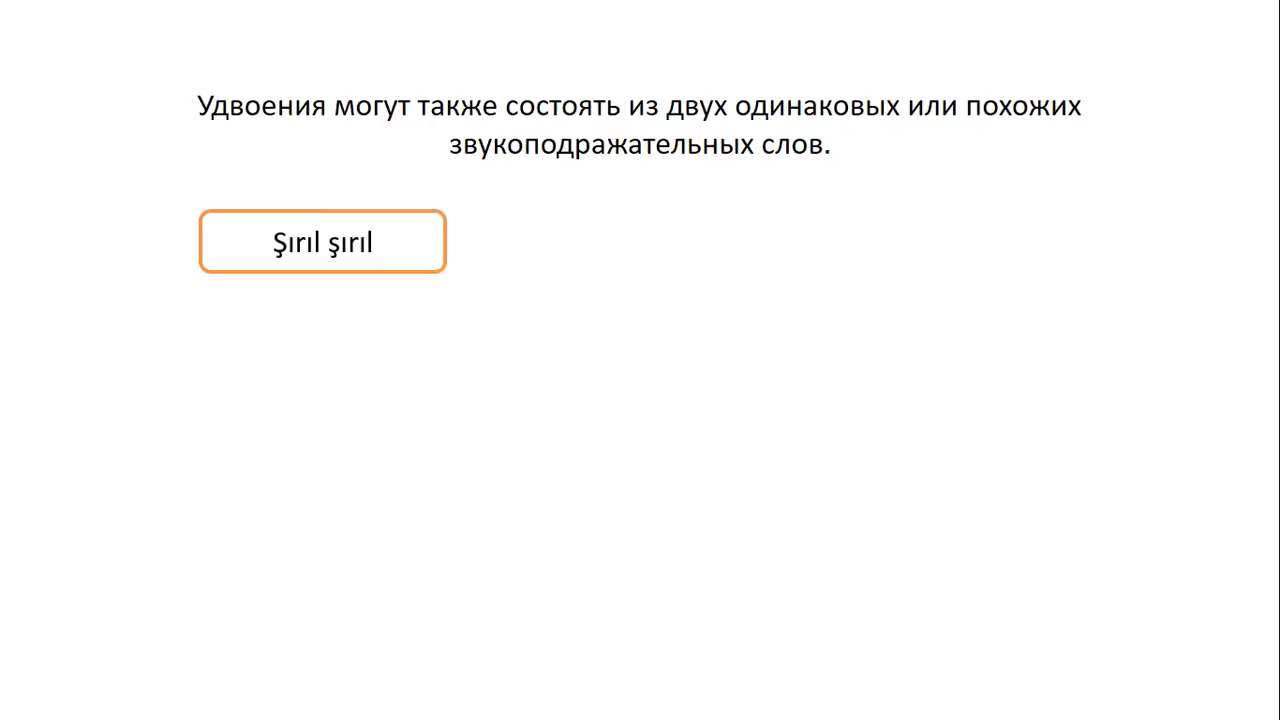 Удвоения могут также состоять из двух одинаковых или похожих
звукоподражательных слов.
Şırıl şırıl